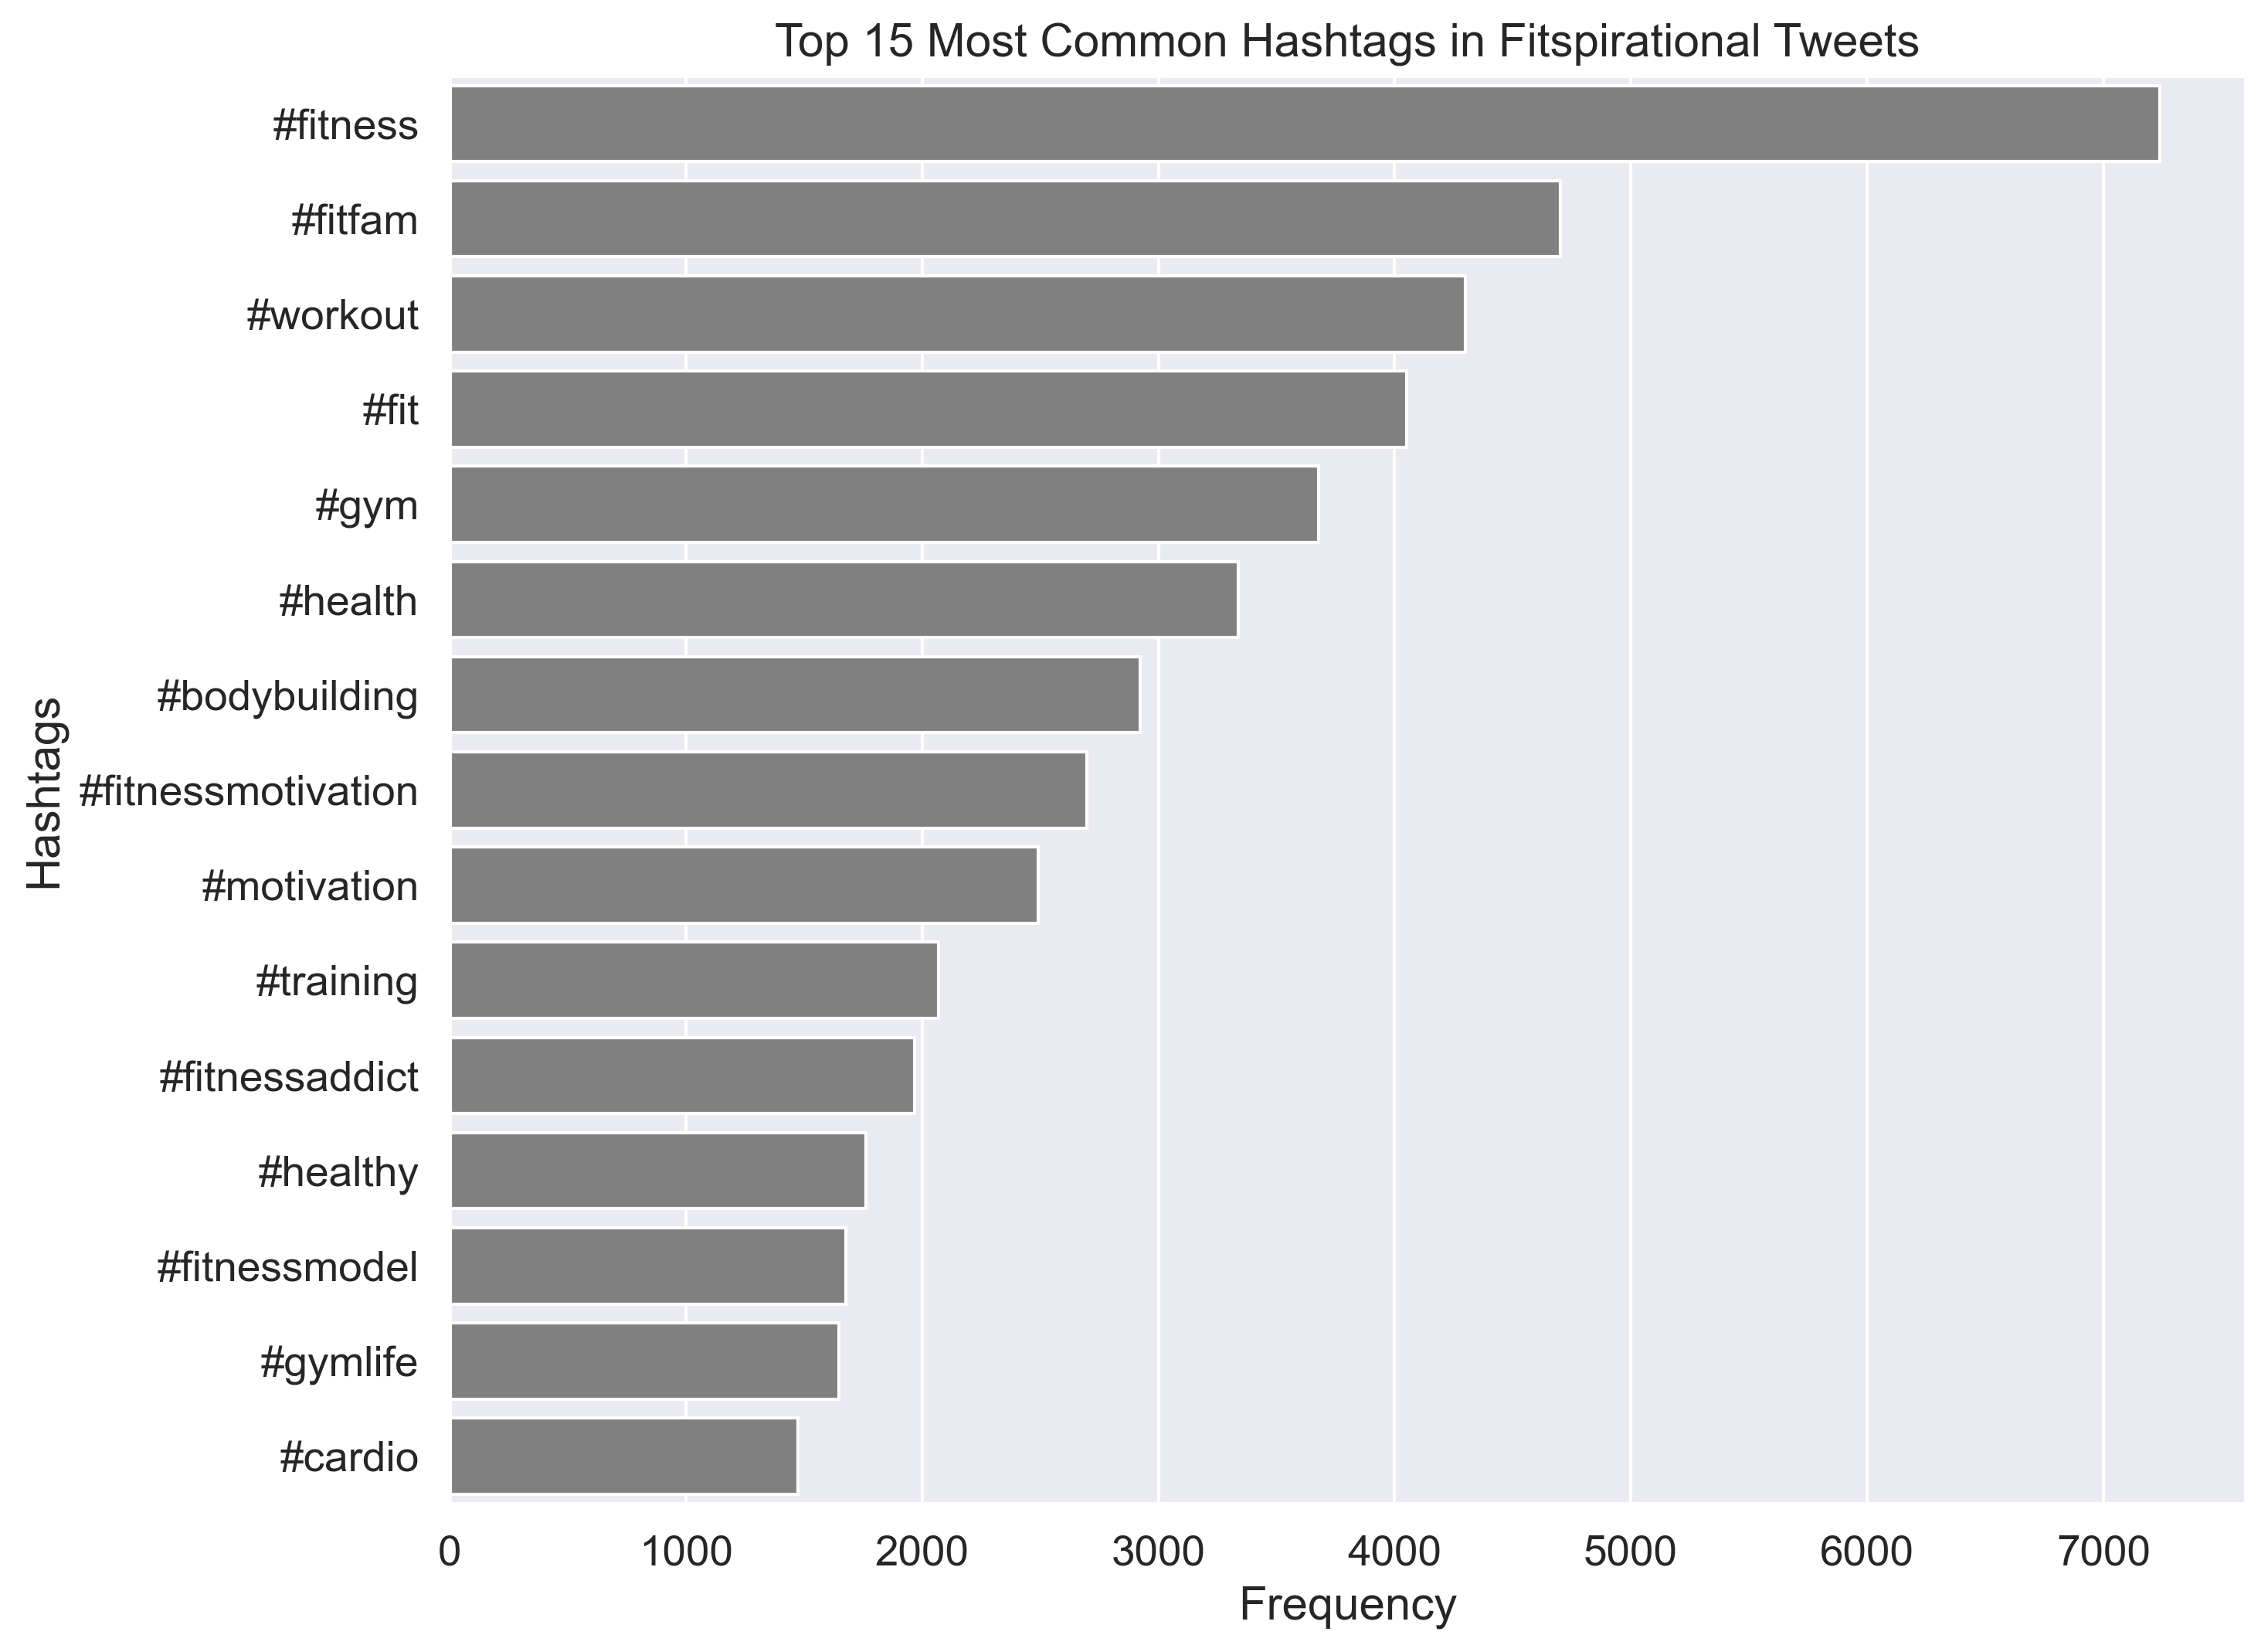 Top 15 Most Common Hashtags in Fitspirational Tweets
#fitness
#fitfam
#workout
#fit
#gym
#health
#bodybuilding
#fitnessmotivation
#motivation
#training
#fitnessaddict
#healthy
#fitnessmodel
#gymlife
#cardio
Hashtags
0 1000 2000 3000 4000 5000 6000 7000
Frequency